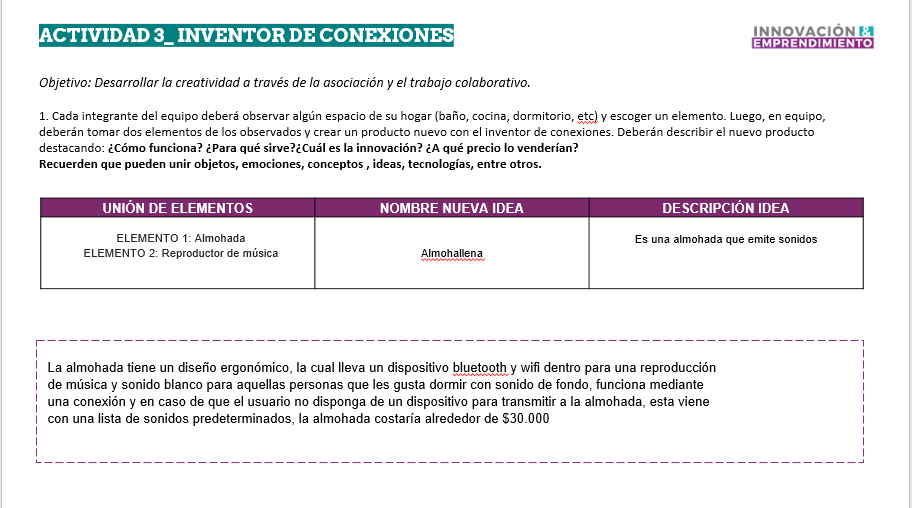 ACTIVIDAD 3_ INVENTOR DE CONEXIONES
INNOVACIÓN &
EMPRENDIMIENTO
Objetivo: Desarrollar la creatividad a través de la asociación y el trabajo colaborativo.
1. Cada integrante del equipo deberá observar algún espacio de su hogar (baño, cocina, dormitorio, etc) y escoger un elemento. Luego, en equipo,
deberán tomar dos elementos de los observados y crear un producto nuevo con el inventor de conexiones. Deberán describir el nuevo producto
destacando: ¿Cómo funciona? ¿Para qué sirve?¿Cuál es la innovación? ¿A qué precio lo venderían?
Recuerden que pueden unir objetos, emociones, conceptos , ideas, tecnologías, entre otros.
UNIÓN DE ELEMENTOS
NOMBRE NUEVA IDEA
DESCRIPCIÓN IDEA
ELEMENTO 1: Almohada
ELEMENTO 2: Reproductor de música
Almohallena
Es una almohada que emite sonidos
La almohada tiene un diseño ergonómico, la cual lleva un dispositivo bluetooth y wifi dentro para una reproducción
de música y sonido blanco para aquellas personas que les gusta dormir con sonido de fondo, funciona mediante
una conexión y en caso de que el usuario no disponga de un dispositivo para transmitir a la almohada, esta viene
con una lista de sonidos predeterminados, la almohada costaría alrededor de $30.000